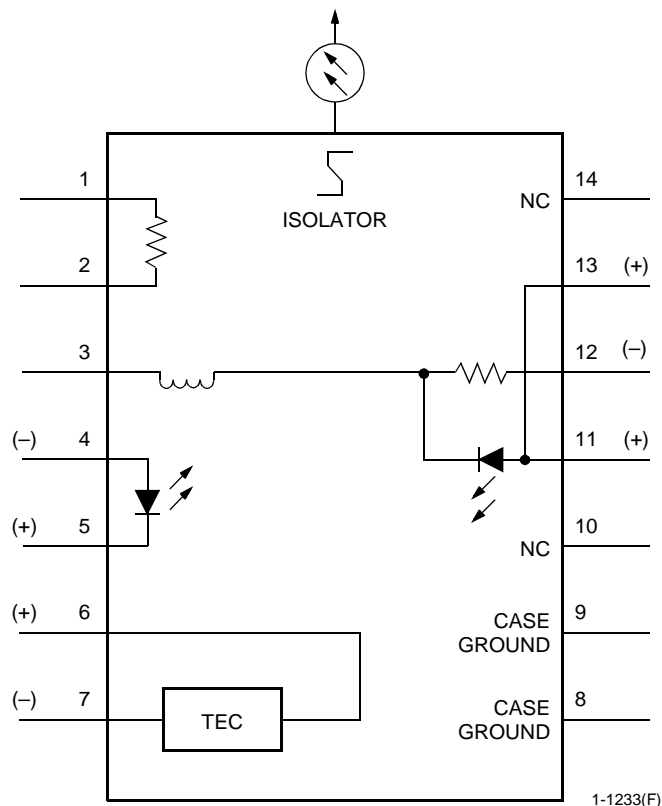 ISOLATOR
1
2
3
(–) 4
(+) 5
(+) 6
(–) 7
TEC
NC 14
13 (+)
12 (–)
11 (+)
NC 10
CASE
GROUND 9
CASE
GROUND 8
1-1233(F)